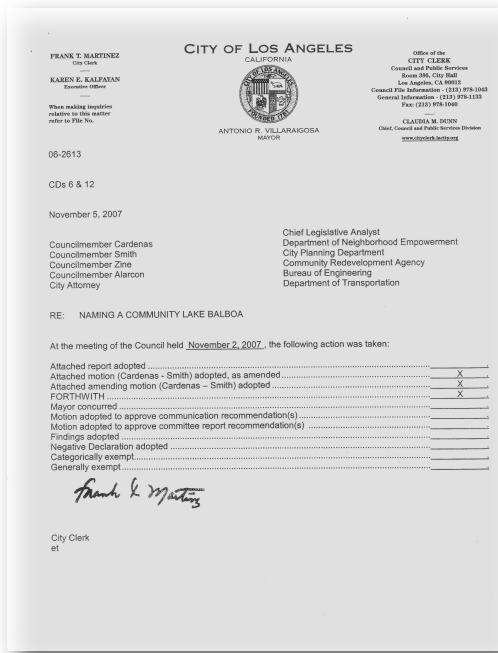 CITY OF LOS ANGELES
CALIFORNIA
FRANK T. MARTINEZ
City Clerk
KAREN E. KALFAYAN
Executive Officer
When making inquiries
relative to this matter
refer to File No.
CITY OF LOS ANGELES
FOUNDED 1781
ANTONIO R. VILLARAIGOSA
MAYOR
Office of the
CITY CLERK
Council and Public Services
Room 395, City Hall
Los Angeles, CA 90012
Council File Information - (213) 978-1043
General Information - (213) 978-1133
Fax: (213) 978-1040
CLAUDIA M. DUNN
Chief, Council and Public Services Division
www.cityclerk.lacity.org
06-2613
CDs 6 & 12
November 5, 2007
Councilmember Cardenas
Councilmember Smith
Councilmember Zine
Councilmember Alarcon
City Attorney
Chief Legislative Analyst
Department of Neighborhood Empowerment
City Planning Department
Community Redevelopment Agency
Bureau of Engineering
Department of Transportation
RE: NAMING A COMMUNITY LAKE BALBOA
At the meeting of the Council held November 2, 2007, the following action was taken:
Attached report adopted
Attached motion (Cardenas - Smith) adopted, as amended X
Attached amending motion (Cardenas – Smith) adopted X
FORTHWITH X
Mayor concurred
Motion adopted to approve communication recommendation(s)
Motion adopted to approve committee report recommendation(s)
Findings adopted
Negative Declaration adopted
Categorically exempt
Generally exempt
Frank T. Martinez
City Clerk
et